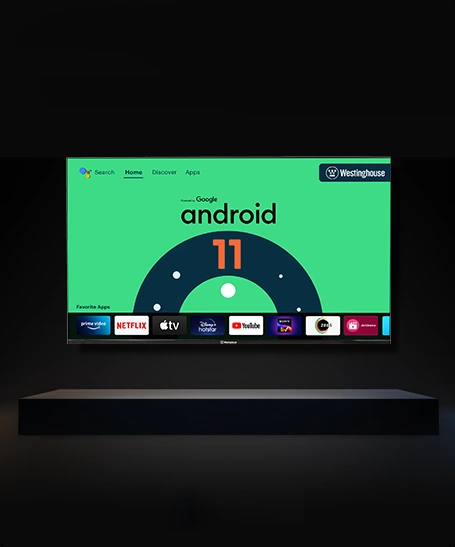 Search Home Discover Apps
Westinghouse
Powered by Google
android
11
Favorite Apps
prime video NETFLIX tv Disney+ hotstar YouTube SONY liv ZEE5
Westinghouse